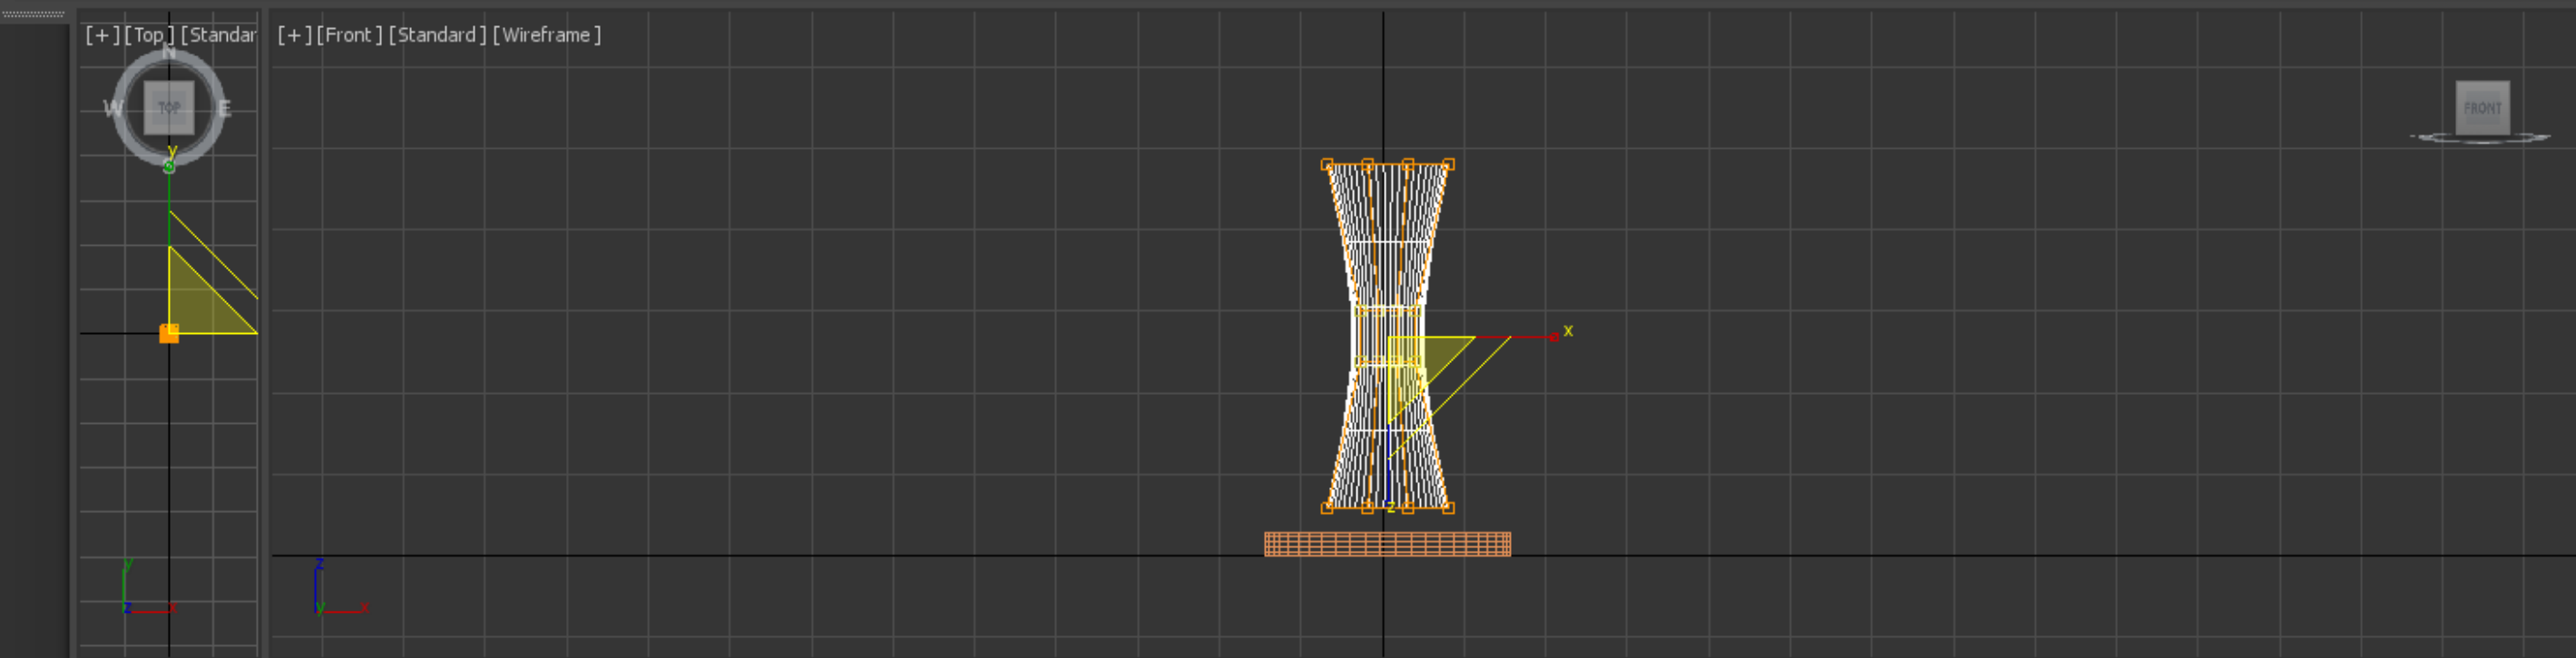 [+] [Top ] [Standar
[+] [Front ] [Standard ] [Wireframe ]
N
W
TOP
E
S
y
FRONT
x
z
y
z
x
z
y
x